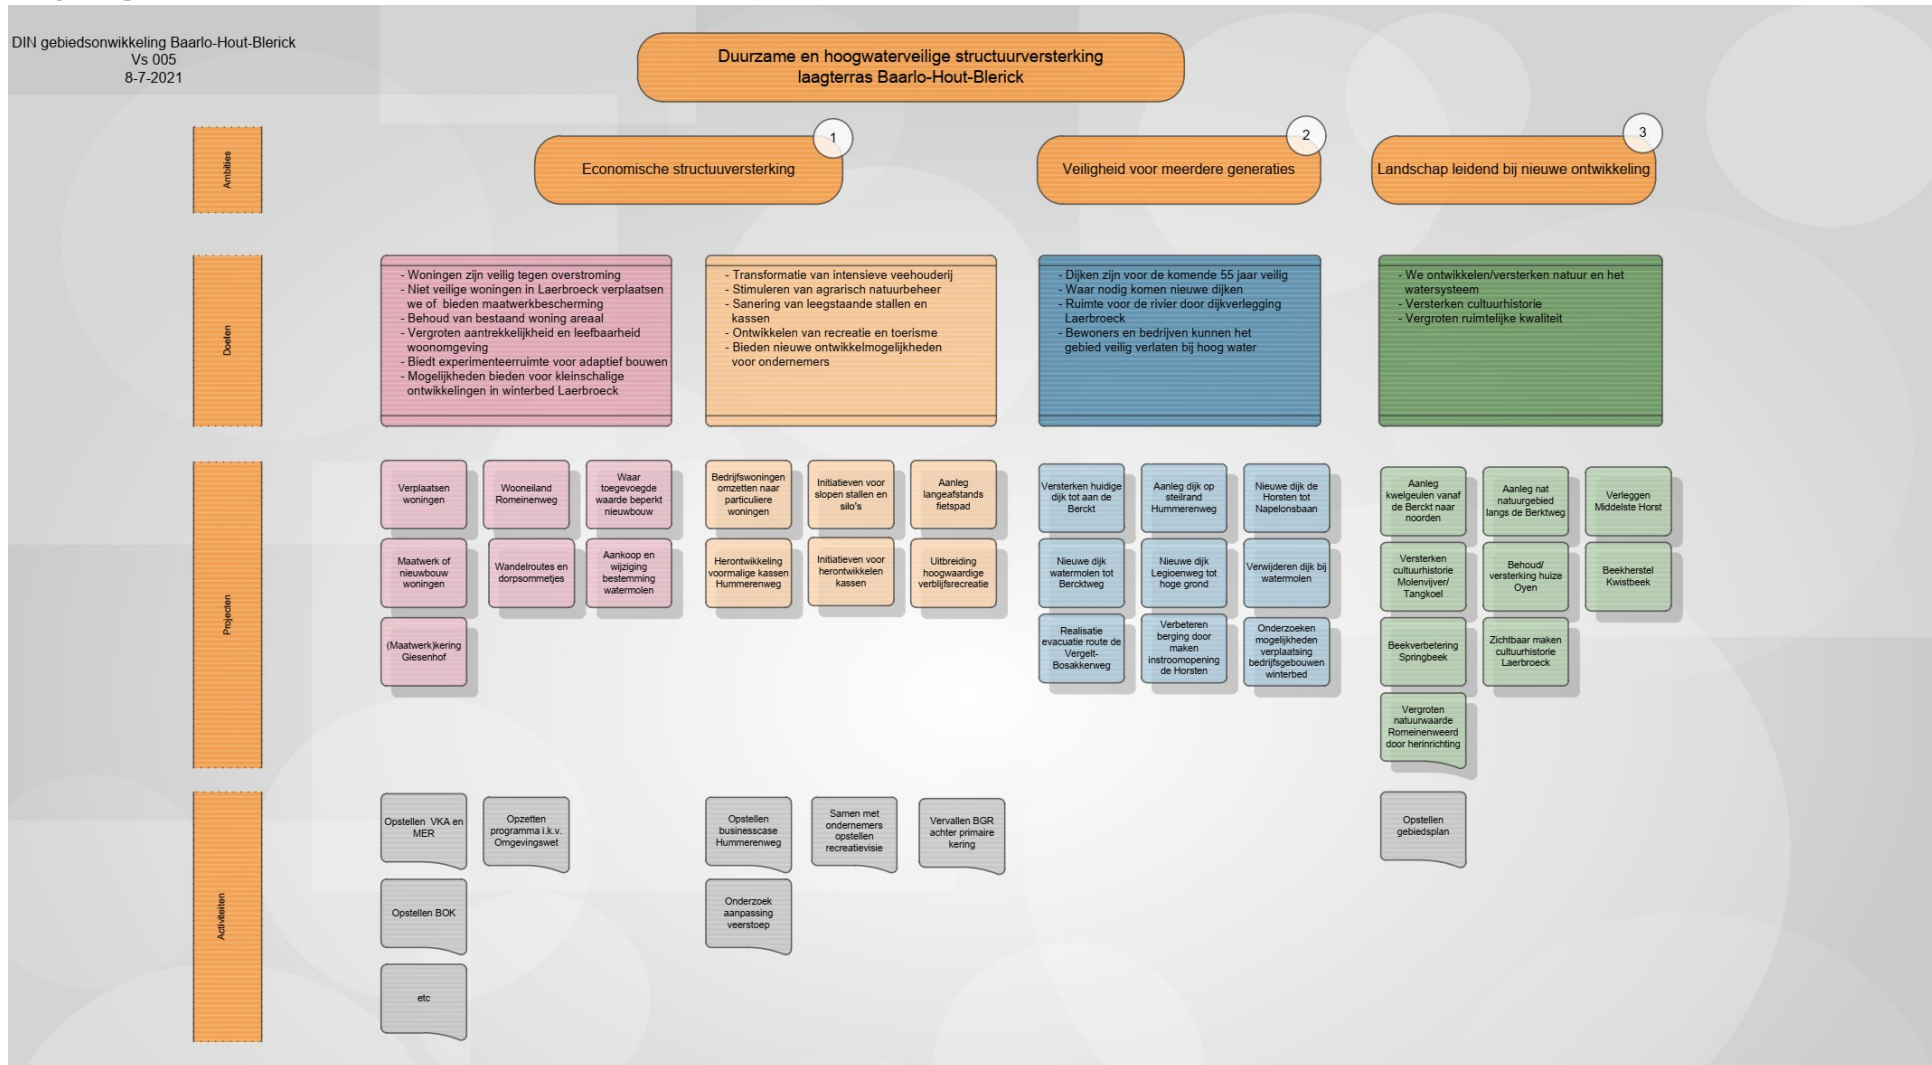 DIN gebiedsonwikkeling Baarlo-Hout-Blerick
Vs 005
8-7-2021
Duurzame en hoogwaterveilige structuurversterking
laagterras Baarlo-Hout-Blerick
Ambities
1
Economische structuuversterking
2
Veiligheid voor meerdere generaties
3
Landschap leidend bij nieuwe ontwikkeling
Doelen
- Woningen zijn veilig tegen overstroming
- Niet veilige woningen in Laerbroeck verplaatsen
we of bieden maatwerkbescherming
- Behoud van bestaand woning areaal
- Vergroten aantrekkelijkheid en leefbaarheid
woonomgeving
- Biedt experimenteerruimte voor adaptief bouwen
- Mogelijkheden bieden voor kleinschalige
ontwikkelingen in winterbed Laerbroeck
- Transformatie van intensieve veehouderij
- Stimuleren van agrarisch natuurbeheer
- Sanering van leegstaande stallen en
kassen
- Ontwikkelen van recreatie en toerisme
- Bieden nieuwe ontwikkelmogelijkheden
voor ondernemers
- Dijken zijn voor de komende 55 jaar veilig
- Waar nodig komen nieuwe dijken
- Ruimte voor de rivier door dijkverlegging
Laerbroeck
- Bewoners en bedrijven kunnen het
gebied veilig verlaten bij hoog water
- We ontwikkelen/versterken natuur en het
watersysteem
- Versterken cultuurhistorie
- Vergroten ruimtelijke kwaliteit
Projecten
Verplaatsen
woningen
Wooneiland
Romeinenweg
Waar
toegevoegde
waarde beperkt
nieuwbouw
Maatwerk of
nieuwbouw
woningen
Wandelroutes en
dorpsommetjes
Aankoop en
wijziging
bestemming
watermolen
(Maatwerk)kering
Giesenhof
Bedrijfswoningen
omzetten naar
particuliere
woningen
Initiatieven voor
slopen stallen en
silo's
Aanleg
langeafstands
fietspad
Herontwikkeling
voormalige kassen
Hummerenweg
Initiatieven voor
herontwikkelen
kassen
Uitbreiding
hoogwaardige
verblijfsrecreatie
Versterken huidige
dijk tot aan de
Berckt
Aanleg dijk op
steilrand
Hummerenweg
Nieuwe dijk de
Horsten tot
Napelonsbaan
Nieuwe dijk
watermolen tot
Bercktweg
Nieuwe dijk
Legioenweg tot
hoge grond
Verwijderen dijk bij
watermolen
Realisatie
evacuatie route de
Vergelt-
Bosakkerweg
Verbeteren
berging door
maken
instroomopening
de Horsten
Onderzoeken
mogelijkheden
verplaatsing
bedrijfsgebouwen
winterbed
Aanleg
kwelgeulen vanaf
de Berckt naar
noorden
Aanleg nat
natuurgebied
langs de Berktweg
Verleggen
Middelste Horst
Versterken
cultuurhistorie
Molenvijver/
Tangkoel
Behoud/
versterking huize
Oyen
Beekherstel
Kwistbeek
Beekverbetering
Springbeek
Zichtbaar maken
cultuurhistorie
Laerbroeck
Vergroten
natuurwaarde
Romeinenweerd
door herinrichting
Activiteiten
Opstellen VKA en
MER
Opzetten
programma i.k.v.
Omgevingswet
Opstellen BOK
etc
Opstellen
businesscase
Hummerenweg
Samen met
ondernemers
opstellen
recreatievisie
Vervallen BGR
achter primaire
kering
Onderzoek
aanpassing
veerstoep
Opstellen
gebiedsplan